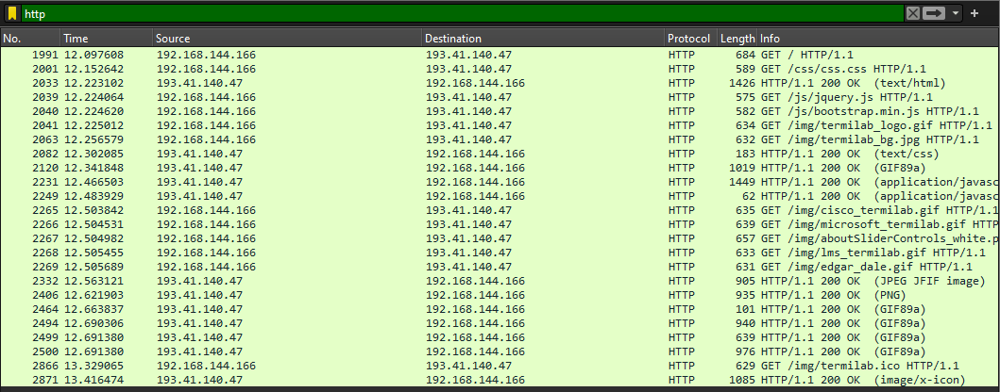 http
No. Time Source Destination Protocol Length Info
1991 12.097608 192.168.144.166 193.41.140.47 HTTP 684 GET / HTTP/1.1
2001 12.152642 192.168.144.166 193.41.140.47 HTTP 589 GET /css/css.css HTTP/1.1
2033 12.223102 193.41.140.47 192.168.144.166 HTTP 1426 HTTP/1.1 200 OK (text/html)
2039 12.224064 192.168.144.166 193.41.140.47 HTTP 575 GET /js/jquery.js HTTP/1.1
2040 12.224620 192.168.144.166 193.41.140.47 HTTP 582 GET /js/bootstrap.min.js HTTP/1.1
2041 12.225012 192.168.144.166 193.41.140.47 HTTP 634 GET /img/termilab_logo.gif HTTP/1.1
2063 12.256579 192.168.144.166 193.41.140.47 HTTP 632 GET /img/termilab_bg.jpg HTTP/1.1
2082 12.302085 193.41.140.47 192.168.144.166 HTTP 183 HTTP/1.1 200 OK (text/css)
2120 12.341848 193.41.140.47 192.168.144.166 HTTP 1019 HTTP/1.1 200 OK (GIF89a)
2231 12.466503 193.41.140.47 192.168.144.166 HTTP 1449 HTTP/1.1 200 OK (application/javasc
2249 12.483929 193.41.140.47 192.168.144.166 HTTP 62 HTTP/1.1 200 OK (application/javasc
2265 12.503842 192.168.144.166 193.41.140.47 HTTP 635 GET /img/cisco_termilab.gif HTTP/1.1
2266 12.504531 192.168.144.166 193.41.140.47 HTTP 639 GET /img/microsoft_termilab.gif HTTP
2267 12.504982 192.168.144.166 193.41.140.47 HTTP 657 GET /img/aboutSliderControls_white.p
2268 12.505455 192.168.144.166 193.41.140.47 HTTP 633 GET /img/lms_termilab.gif HTTP/1.1
2269 12.505689 192.168.144.166 193.41.140.47 HTTP 631 GET /img/edgar_dale.gif HTTP/1.1
2332 12.563121 193.41.140.47 192.168.144.166 HTTP 905 HTTP/1.1 200 OK (JPEG JFIF image)
2406 12.621903 193.41.140.47 192.168.144.166 HTTP 935 HTTP/1.1 200 OK (PNG)
2464 12.663837 193.41.140.47 192.168.144.166 HTTP 101 HTTP/1.1 200 OK (GIF89a)
2494 12.690306 193.41.140.47 192.168.144.166 HTTP 940 HTTP/1.1 200 OK (GIF89a)
2499 12.691380 193.41.140.47 192.168.144.166 HTTP 639 HTTP/1.1 200 OK (GIF89a)
2500 12.691380 193.41.140.47 192.168.144.166 HTTP 976 HTTP/1.1 200 OK (GIF89a)
2866 13.329065 192.168.144.166 193.41.140.47 HTTP 629 GET /img/termilab.ico HTTP/1.1
2871 13.416474 193.41.140.47 192.168.144.166 HTTP 1085 HTTP/1.1 200 OK (image/x-icon)